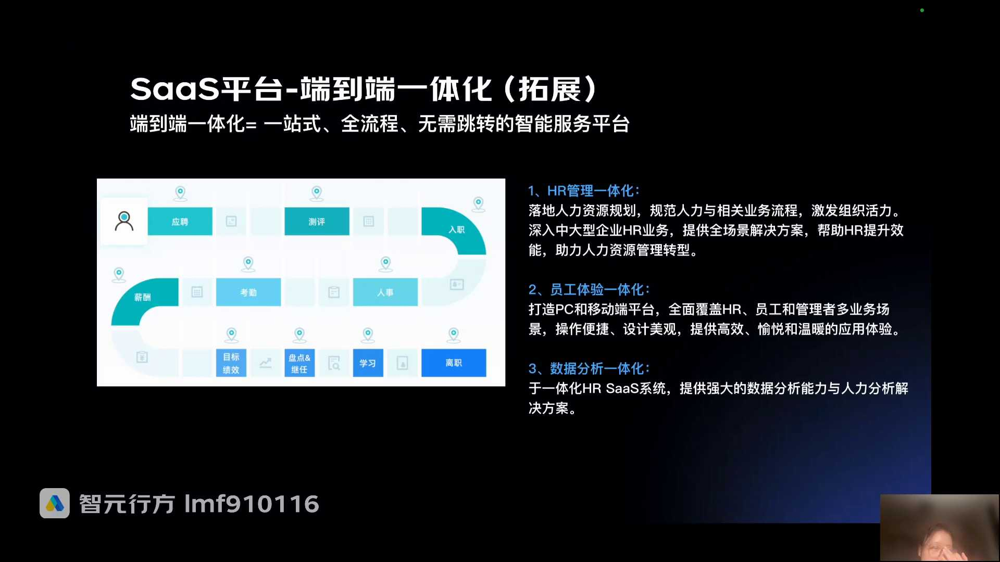 SaaS平台-端到端一体化（拓展）
端到端一体化= 一站式、全流程、无需跳转的智能服务平台
应聘
测评
入职
薪酬
考勤
人事
目标
绩效
盘点&
继任
学习
离职
1、HR管理一体化：
落地人力资源规划，规范人力与相关业务流程，激发组织活力。
深入中大型企业HR业务，提供全场景解决方案，帮助HR提升效
能，助力人力资源管理转型。
2、员工体验一体化：
打造PC和移动端平台，全面覆盖HR、员工和管理者多业务场
景，操作便捷、设计美观，提供高效、愉悦和温暖的应用体验。
3、数据分析一体化：
于一体化HR SaaS系统，提供强大的数据分析能力与人力分析解
决方案。
智元行方 lmf910116